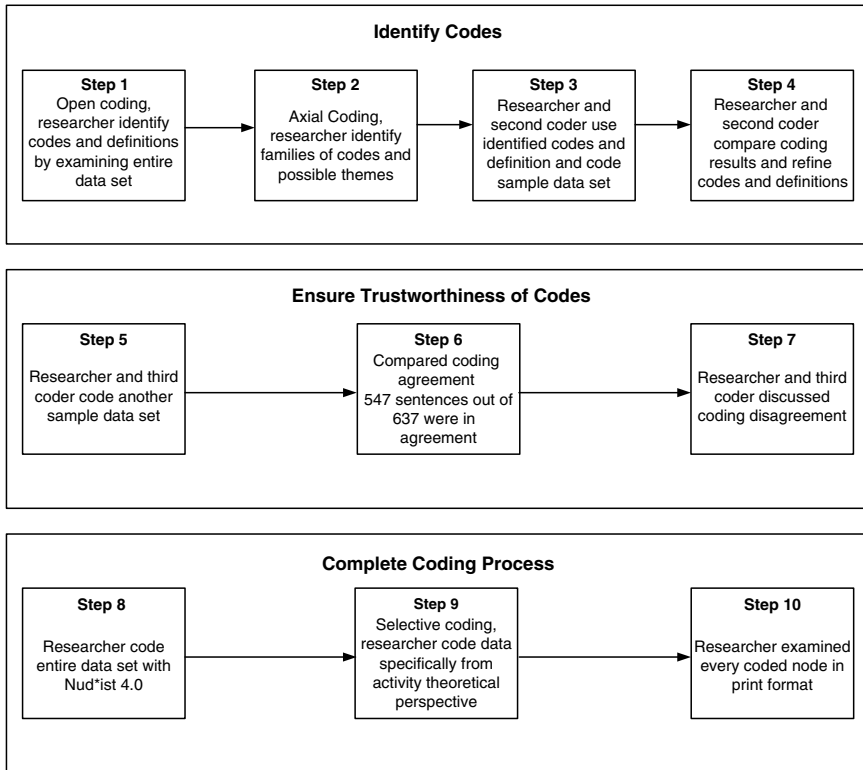 Identify Codes
Step 1
Open coding,
researcher identify
codes and definitions
by examining entire
data set
Step 2
Axial Coding,
researcher identify
families of codes and
possible themes
Step 3
Researcher and
second coder use
identified codes and
definition and code
sample data set
Step 4
Researcher and
second coder
compare coding
results and refine
codes and definitions
Ensure Trustworthiness of Codes
Step 5
Researcher and third
coder code another
sample data set
Step 6
Compared coding
agreement
547 sentences out of
637 were in
agreement
Step 7
Researcher and third
coder discussed
coding disagreement
Complete Coding Process
Step 8
Researcher code
entire data set with
Nud*ist 4.0
Step 9
Selective coding,
researcher code data
specifically from
activity theoretical
perspective
Step 10
Researcher examined
every coded node in
print format